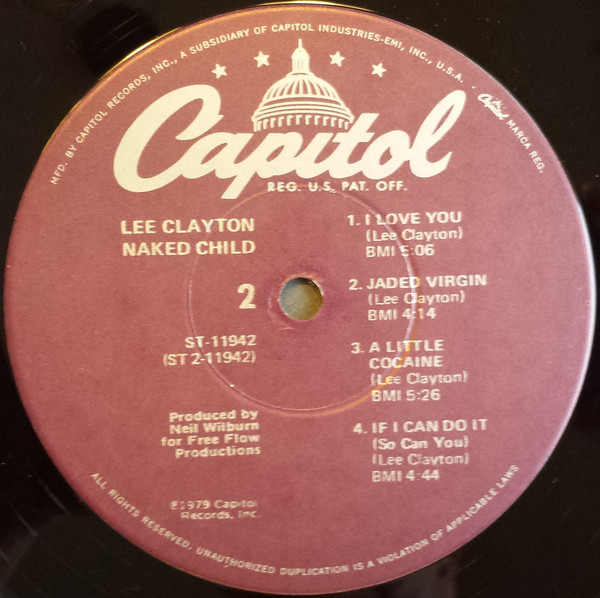 MFD. BY CAPITOL RECORDS, INC., A SUBSIDIARY OF CAPITOL INDUSTRIES-EMI, INC., U.S.A. · Capitol MARCA REG.
Capitol
REG. U.S. PAT. OFF.
LEE CLAYTON
NAKED CHILD
2
ST-11942
(ST 2-11942)
Produced by
Neil Wilburn
for Free Flow
Productions
℗1979 Capitol
Records, Inc.
1. I LOVE YOU
(Lee Clayton)
BMI 5:06
2. JADED VIRGIN
(Lee Clayton)
BMI 4:14
3. A LITTLE
COCAINE
(Lee Clayton)
BMI 5:26
4. IF I CAN DO IT
(So Can You)
(Lee Clayton)
BMI 4:44
ALL RIGHTS RESERVED. UNAUTHORIZED DUPLICATION IS A VIOLATION OF APPLICABLE LAWS